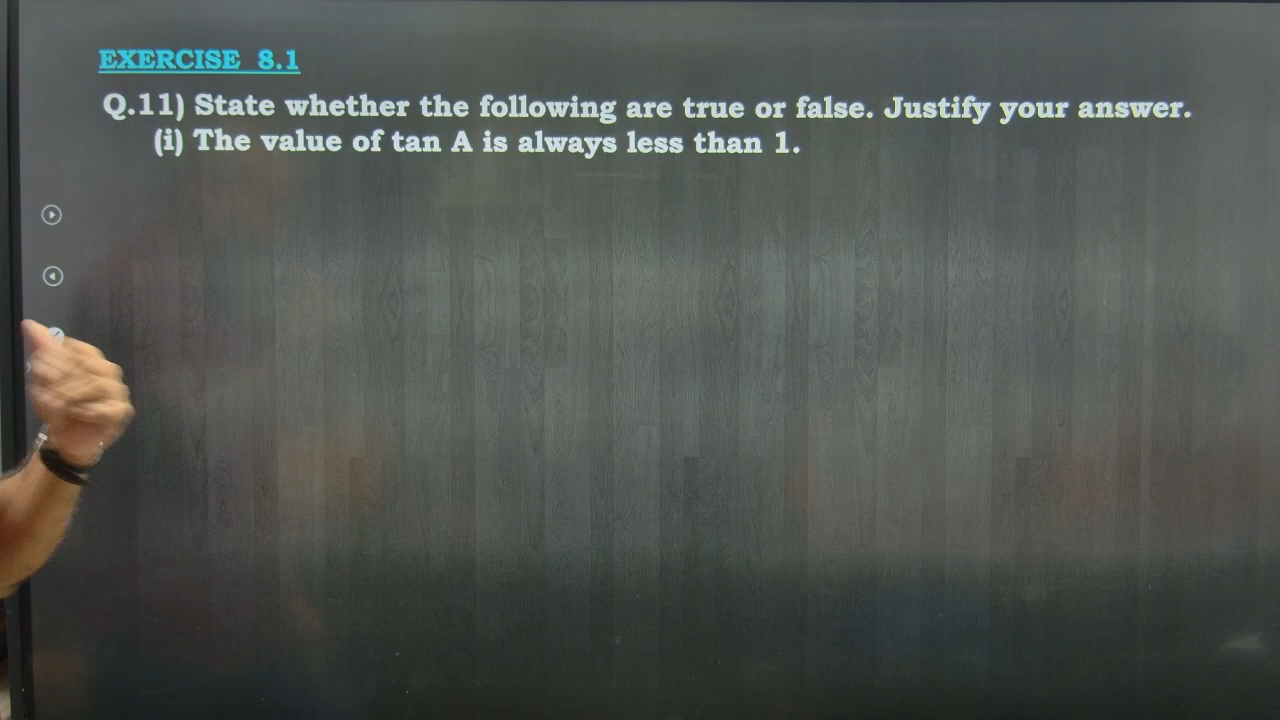 EXERCISE 8.1
Q.11) State whether the following are true or false. Justify your answer.
(i) The value of tan A is always less than 1.